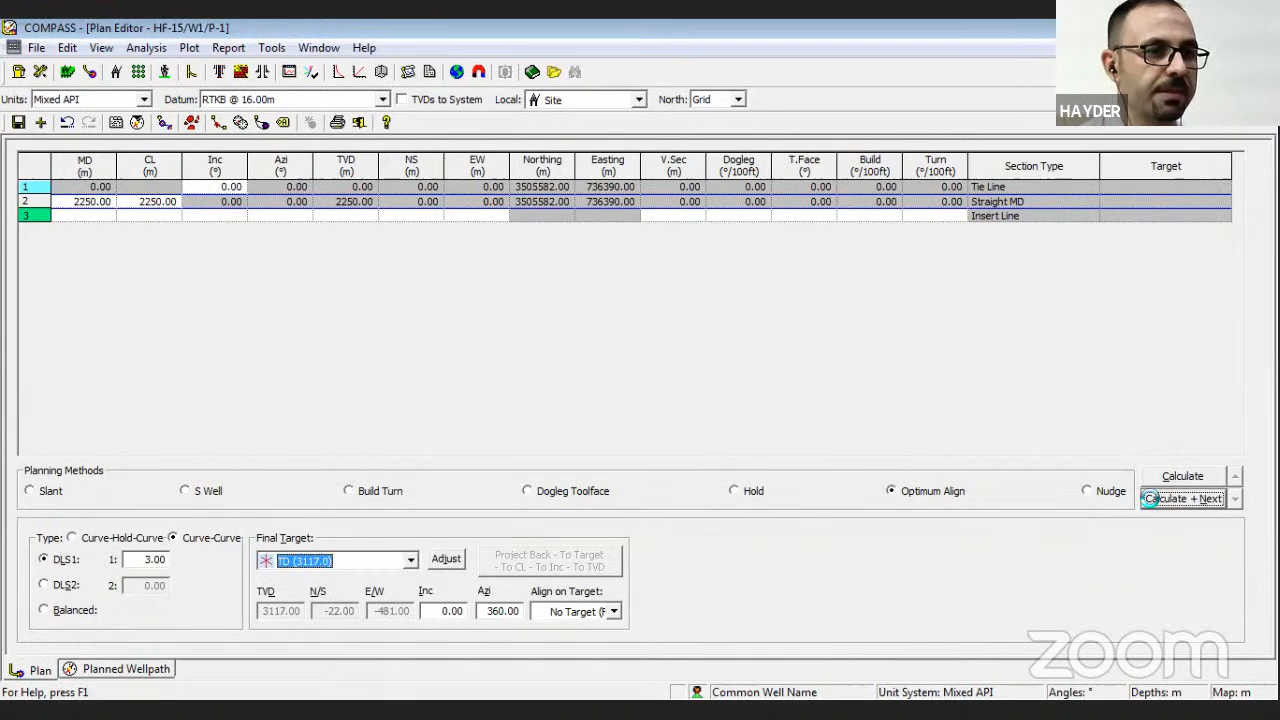 COMPASS - [Plan Editor - HF-15/W1/P-1]
File Edit View Analysis Plot Report Tools Window Help
Units: Mixed API Datum: RTKB @ 16.00m TVDs to System Local: Site North: Grid
HAYDER
MD (m) CL (m) Inc (°) Azi (°) TVD (m) NS (m) EW (m) Northing (m) Easting (m) V.Sec (m) Dogleg (°/100ft) T.Face (°) Build (°/100ft) Turn (°/100ft) Section Type Target
1 0.00 0.00 0.00 0.00 0.00 0.00 3505582.00 736390.00 0.00 0.00 0.00 0.00 0.00 Tie Line
2 2250.00 2250.00 0.00 0.00 2250.00 0.00 0.00 3505582.00 736390.00 0.00 0.00 0.00 0.00 0.00 Straight MD
3 Insert Line
Planning Methods
Slant S Well Build Turn Dogleg Toolface Hold Optimum Align Nudge
Calculate
Calculate + Next
Type: Curve-Hold-Curve Curve-Curve
DLS1: 1: 3.00
DLS2: 2: 0.00
Balanced:
Final Target:
TD (3117.0) Adjust
Project Back - To Target
- To CL - To Inc - To TVD
TVD N/S E/W Inc Azi Align on Target:
3117.00 -22.00 -481.00 0.00 360.00 No Target (F
zoom
Plan Planned Wellpath
For Help, press F1 Common Well Name Unit System: Mixed API Angles: ° Depths: m Map: m